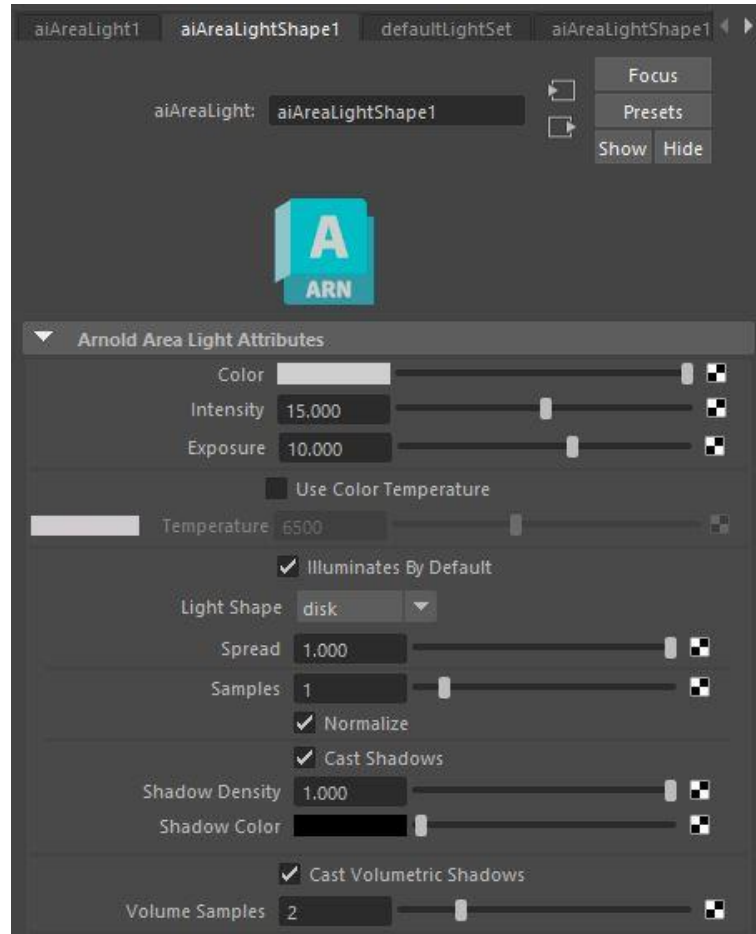 aiAreaLight1 aiAreaLightShape1 defaultLightSet aiAreaLightShape1
Focus
aiAreaLight: aiAreaLightShape1 Presets
Show Hide
A
ARN
Arnold Area Light Attributes
Color
Intensity 15.000
Exposure 10.000
Use Color Temperature
Temperature 6500
Illuminates By Default
Light Shape disk
Spread 1.000
Samples 1
Normalize
Cast Shadows
Shadow Density 1.000
Shadow Color
Cast Volumetric Shadows
Volume Samples 2